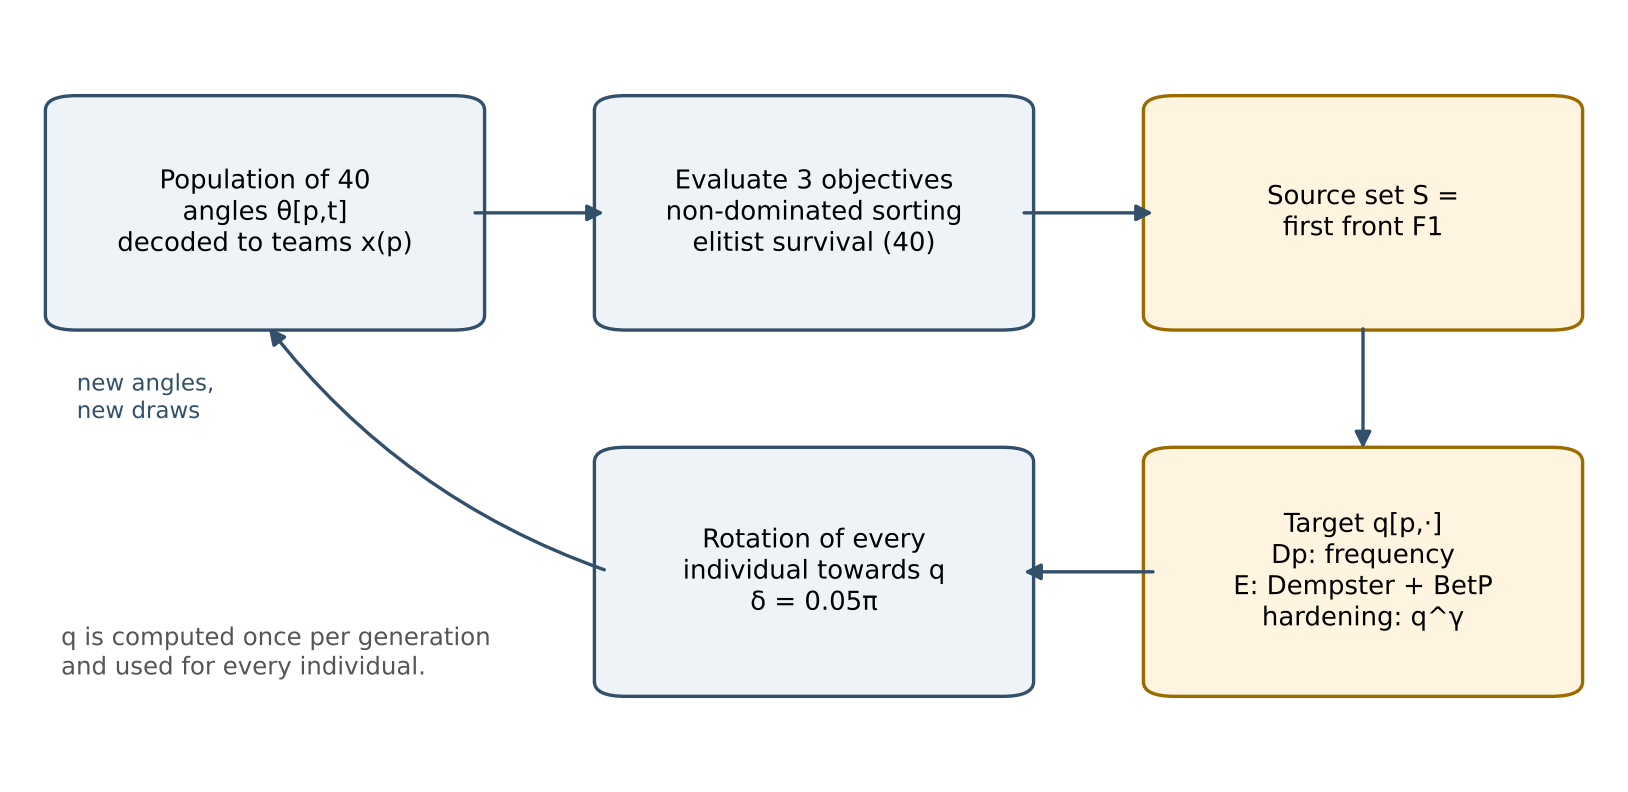 Population of 40
angles θ[p,t]
decoded to teams x(p)
Evaluate 3 objectives
non-dominated sorting
elitist survival (40)
Source set S =
first front F1
new angles,
new draws
Rotation of every
individual towards q
δ = 0.05π
Target q[p,·]
Dp: frequency
E: Dempster + BetP
hardening: q^γ
q is computed once per generation
and used for every individual.